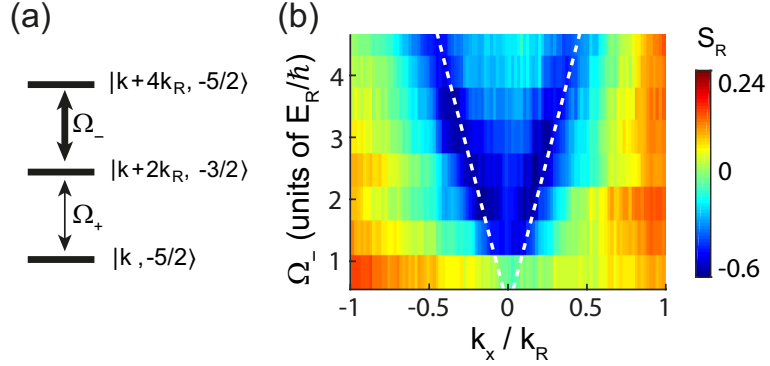 (a)
|k+4k_R, -5/2⟩
Ω_-
|k+2k_R, -3/2⟩
Ω_+
|k ,-5/2⟩
(b)
Ω_- (units of E_R/ħ)
4
3
2
1
-1
-0.5
0
0.5
1
k_x / k_R
S_R
0.24
0
-0.6